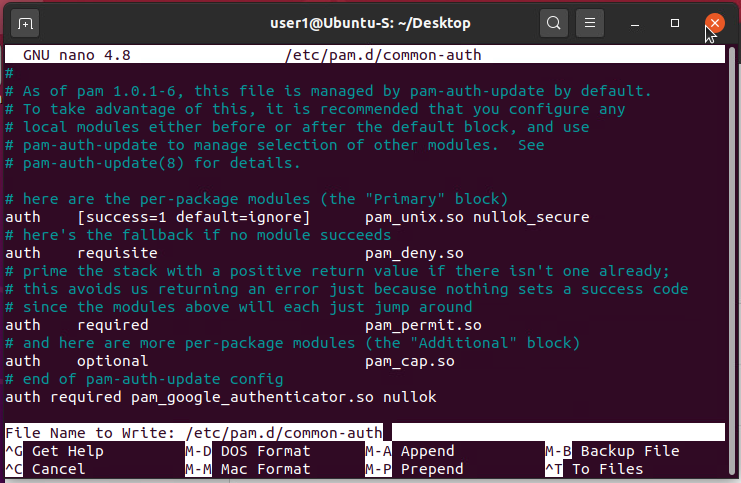 user1@Ubuntu-S: ~/Desktop
GNU nano 4.8                 /etc/pam.d/common-auth
#
# As of pam 1.0.1-6, this file is managed by pam-auth-update by default.
# To take advantage of this, it is recommended that you configure any
# local modules either before or after the default block, and use
# pam-auth-update to manage selection of other modules.  See
# pam-auth-update(8) for details.
# here are the per-package modules (the "Primary" block)
auth    [success=1 default=ignore]      pam_unix.so nullok_secure
# here's the fallback if no module succeeds
auth    requisite                       pam_deny.so
# prime the stack with a positive return value if there isn't one already;
# this avoids us returning an error just because nothing sets a success code
# since the modules above will each just jump around
auth    required                        pam_permit.so
# and here are more per-package modules (the "Additional" block)
auth    optional                        pam_cap.so
# end of pam-auth-update config
auth required pam_google_authenticator.so nullok
File Name to Write: /etc/pam.d/common-auth
^G Get Help         M-D DOS Format      M-A Append          M-B Backup File
^C Cancel           M-M Mac Format      M-P Prepend         ^T To Files